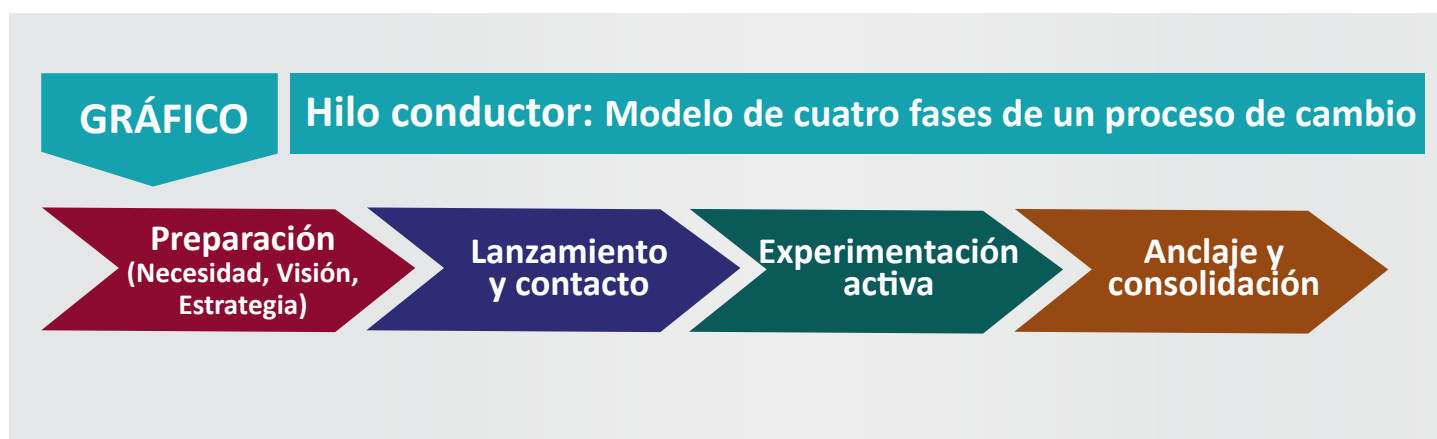 GRÁFICO
Hilo conductor: Modelo de cuatro fases de un proceso de cambio
Preparación
(Necesidad, Visión,
Estrategia)
Lanzamiento
y contacto
Experimentación
activa
Anclaje y
consolidación